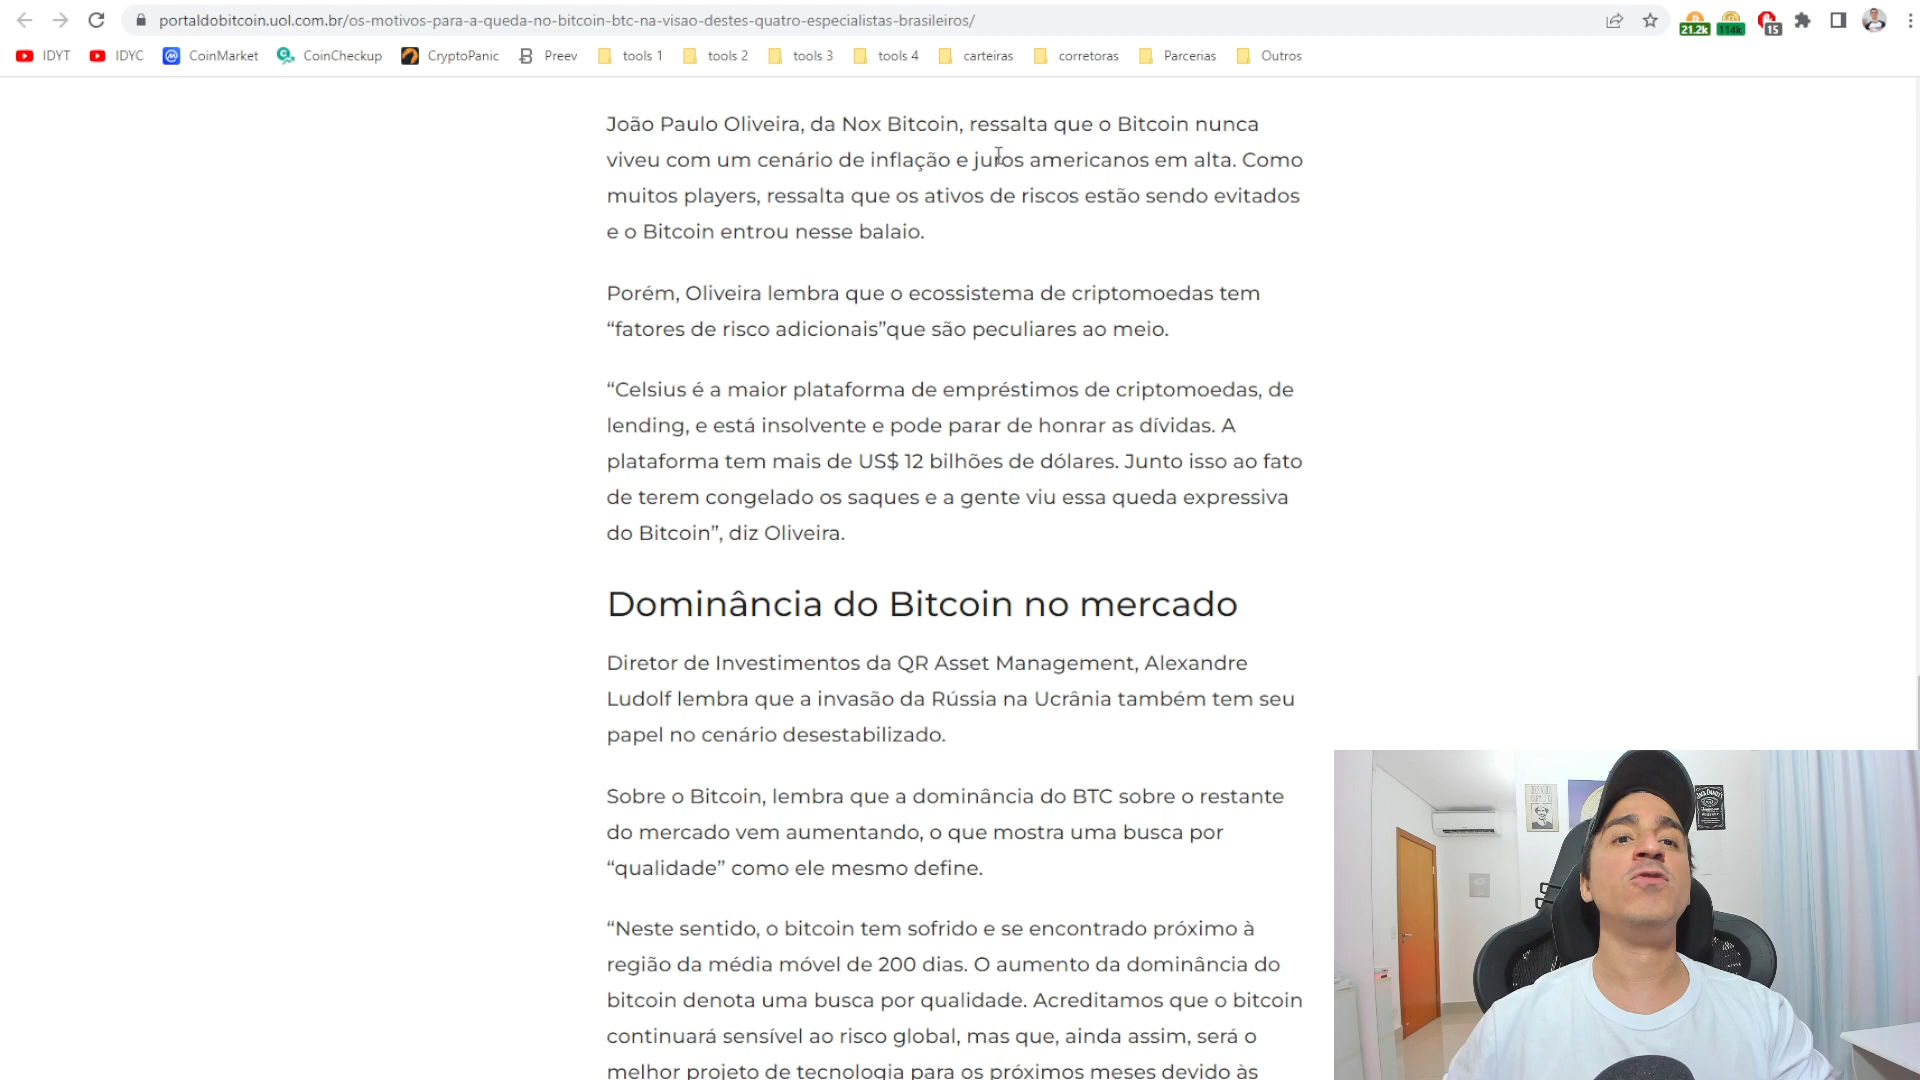 portaldobitcoin.uol.com.br/os-motivos-para-a-queda-no-bitcoin-btc-na-visao-destes-quatro-especialistas-brasileiros/
21.2k
114k
15
IDYT
IDYC
CoinMarket
CoinCheckup
CryptoPanic
Preev
tools 1
tools 2
tools 3
tools 4
carteiras
corretoras
Parcerias
Outros
João Paulo Oliveira, da Nox Bitcoin, ressalta que o Bitcoin nunca
viveu com um cenário de inflação e juros americanos em alta. Como
muitos players, ressalta que os ativos de riscos estão sendo evitados
e o Bitcoin entrou nesse balaio.
Porém, Oliveira lembra que o ecossistema de criptomoedas tem
“fatores de risco adicionais”que são peculiares ao meio.
“Celsius é a maior plataforma de empréstimos de criptomoedas, de
lending, e está insolvente e pode parar de honrar as dívidas. A
plataforma tem mais de US$ 12 bilhões de dólares. Junto isso ao fato
de terem congelado os saques e a gente viu essa queda expressiva
do Bitcoin”, diz Oliveira.
Dominância do Bitcoin no mercado
Diretor de Investimentos da QR Asset Management, Alexandre
Ludolf lembra que a invasão da Rússia na Ucrânia também tem seu
papel no cenário desestabilizado.
Sobre o Bitcoin, lembra que a dominância do BTC sobre o restante
do mercado vem aumentando, o que mostra uma busca por
“qualidade” como ele mesmo define.
“Neste sentido, o bitcoin tem sofrido e se encontrado próximo à
região da média móvel de 200 dias. O aumento da dominância do
bitcoin denota uma busca por qualidade. Acreditamos que o bitcoin
continuará sensível ao risco global, mas que, ainda assim, será o
melhor projeto de tecnologia para os próximos meses devido às